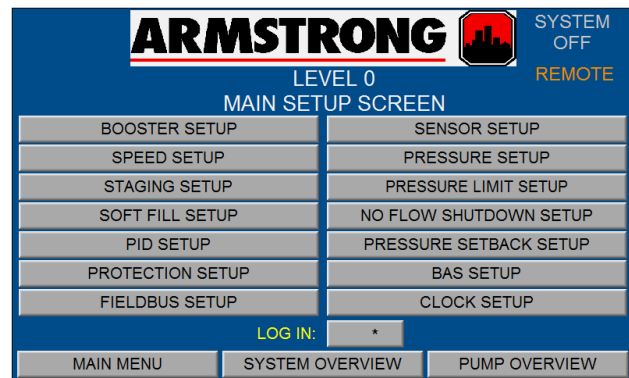 ARMSTRONG
SYSTEM
OFF
REMOTE
LEVEL 0
MAIN SETUP SCREEN
BOOSTER SETUP
SENSOR SETUP
SPEED SETUP
PRESSURE SETUP
STAGING SETUP
PRESSURE LIMIT SETUP
SOFT FILL SETUP
NO FLOW SHUTDOWN SETUP
PID SETUP
PRESSURE SETBACK SETUP
PROTECTION SETUP
BAS SETUP
FIELDBUS SETUP
CLOCK SETUP
LOG IN: *
MAIN MENU
SYSTEM OVERVIEW
PUMP OVERVIEW